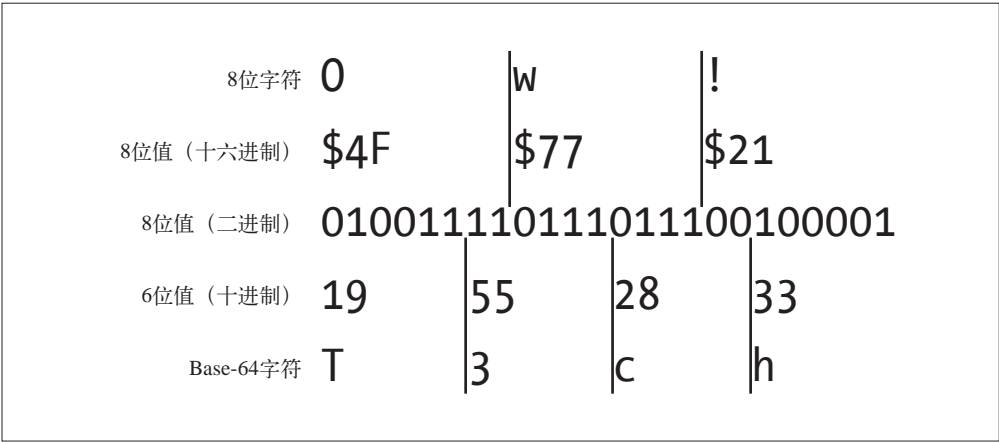 8位字符 O w !
8位值（十六进制） $4F $77 $21
8位值（二进制） 010011110111011100100001
6位值（十进制） 19 55 28 33
Base-64字符 T 3 c h